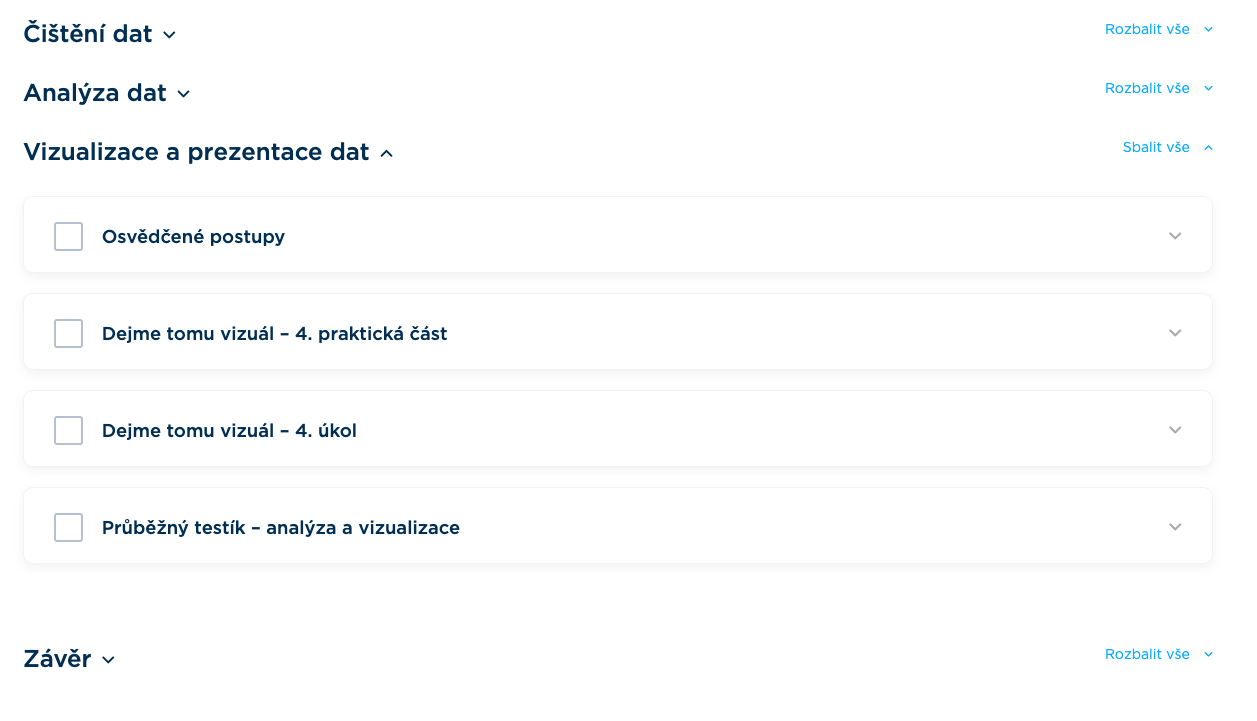 Čištění dat
Rozbalit vše
Analýza dat
Rozbalit vše
Vizualizace a prezentace dat
Sbalit vše
Osvědčené postupy
Dejme tomu vizuál – 4. praktická část
Dejme tomu vizuál – 4. úkol
Průběžný testík – analýza a vizualizace
Závěr
Rozbalit vše